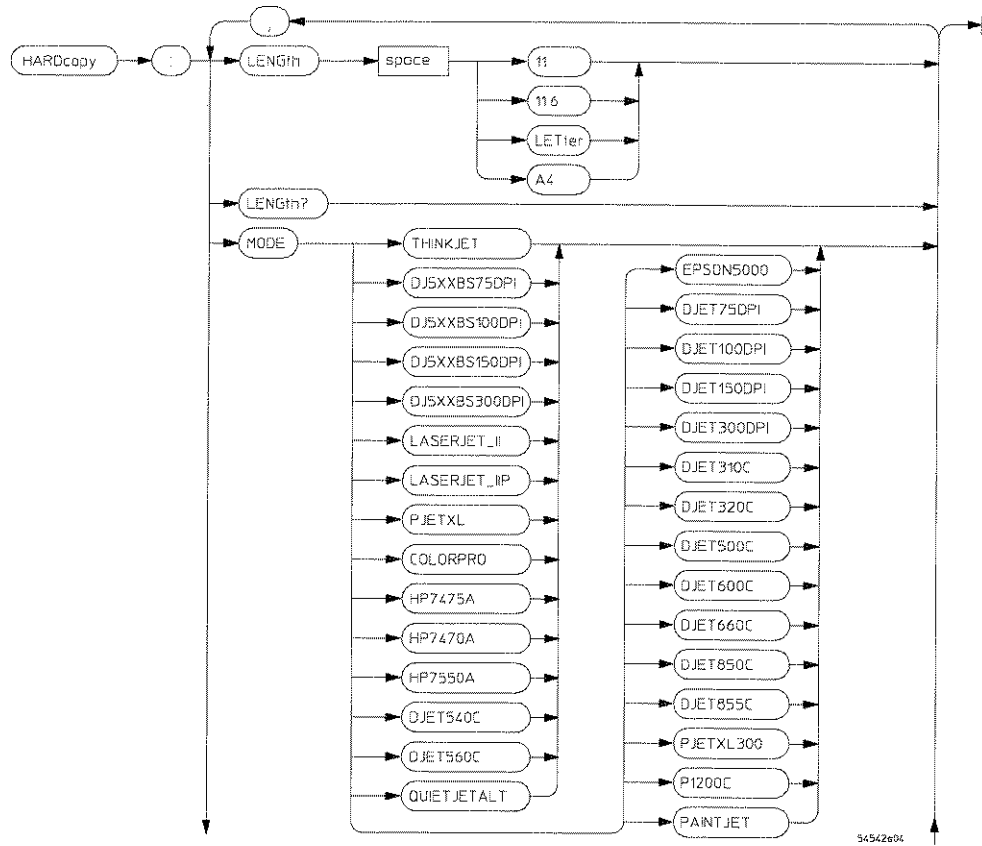 ,
HARDcopy : LENGth space 11
11 6
LETter
A4
LENGth?
MODE
THINKJET
DJ5XXBS75DPI
DJ5XXBS100DPI
DJ5XXBS150DPI
DJ5XXBS300DPI
LASERJET_II
LASERJET_IIP
PJETXL
COLORPRO
HP7475A
HP7470A
HP7550A
DJET540C
DJET560C
QUIETJETALT
EPSON5000
DJET75DPI
DJET100DPI
DJET150DPI
DJET300DPI
DJET310C
DJET320C
DJET500C
DJET600C
DJET660C
DJET850C
DJET855C
PJETXL300
P1200C
PAINTJET
54542e04